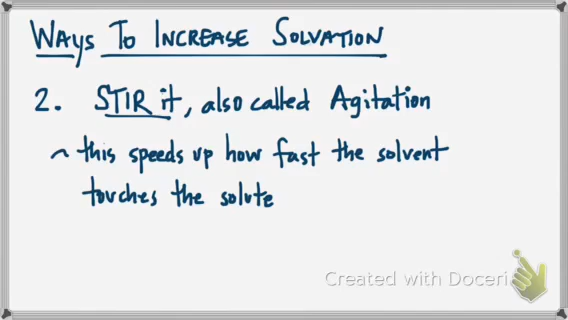 WAYS TO INCREASE SOLVATION
2. STIR it, also called Agitation
~ this speeds up how fast the solvent
touches the solute
Created with Doceri